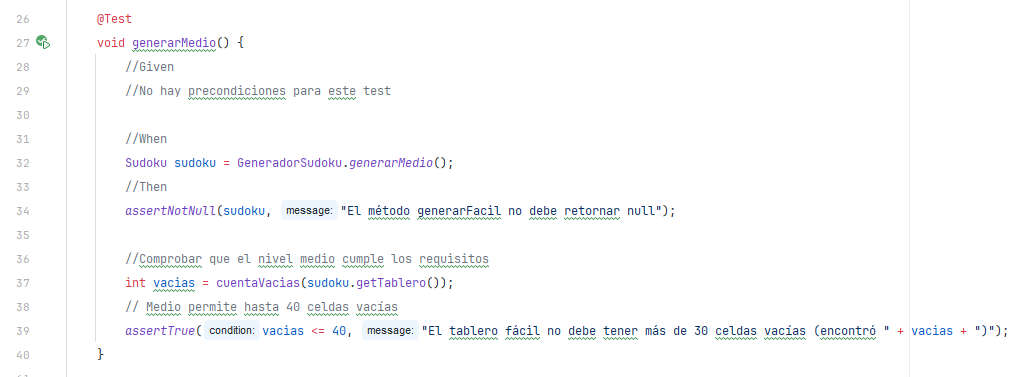 26 @Test
27 void generarMedio() {
28 //Given
29 //No hay precondiciones para este test
30
31 //When
32 Sudoku sudoku = GeneradorSudoku.generarMedio();
33 //Then
34 assertNotNull(sudoku, message: "El método generarFacil no debe retornar null");
35
36 //Comprobar que el nivel medio cumple los requisitos
37 int vacias = cuentaVacias(sudoku.getTablero());
38 // Medio permite hasta 40 celdas vacías
39 assertTrue( condition: vacias <= 40, message: "El tablero fácil no debe tener más de 30 celdas vacías (encontró " + vacias + ")");
40 }